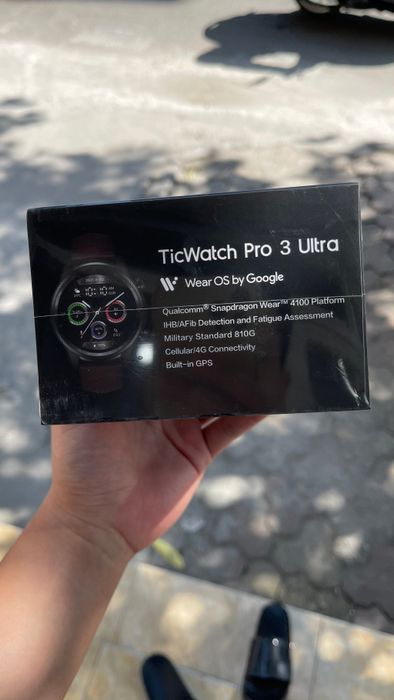 TicWatch Pro 3 Ultra
Wear OS by Google
Qualcomm® Snapdragon Wear™ 4100 Platform
IHB/AFib Detection and Fatigue Assessment
Military Standard 810G
Cellular/4G Connectivity
Built-in GPS